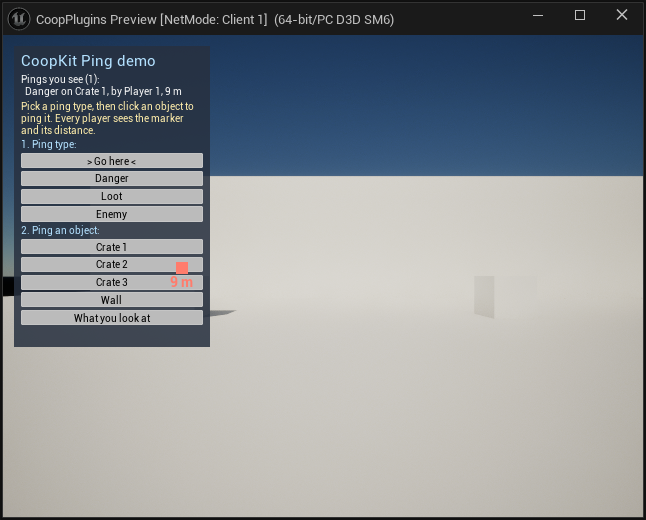 CoopPlugins Preview [NetMode: Client 1] (64-bit/PC D3D SM6)
CoopKit Ping demo
Pings you see (1):
Danger on Crate 1, by Player 1, 9 m
Pick a ping type, then click an object to
ping it. Every player sees the marker
and its distance.
1. Ping type:
> Go here <
Danger
Loot
Enemy
2. Ping an object:
Crate 1
Crate 2
Crate 3
9 m
Wall
What you look at